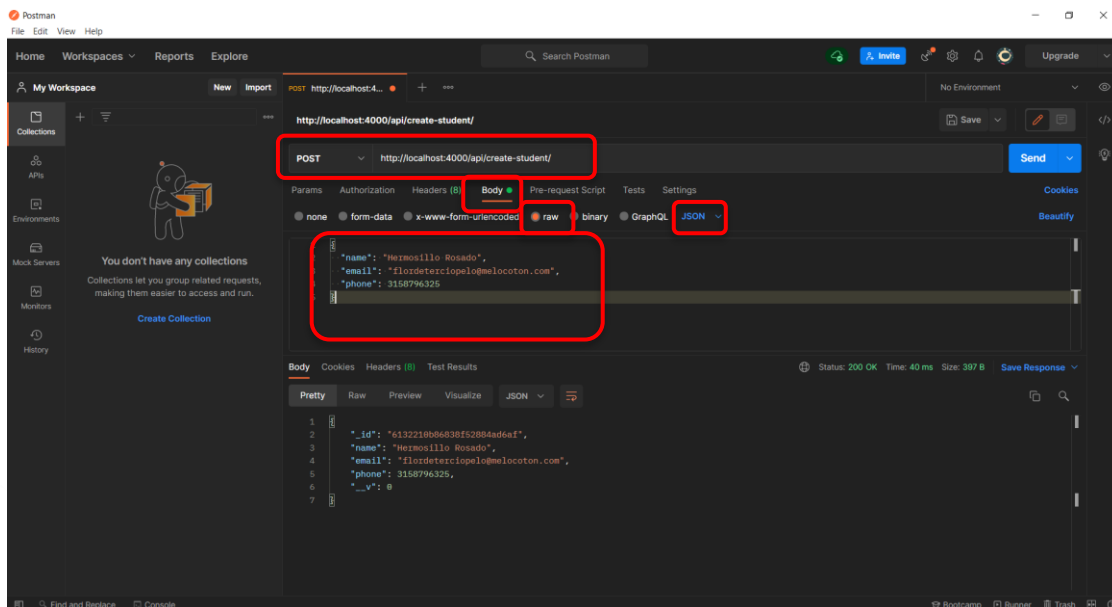 Postman
File Edit View Help
Home Workspaces Reports Explore Search Postman Invite Upgrade
My Workspace New Import POST http://localhost:4... No Environment
Collections
APIs
Environments
Mock Servers
Monitors
History
You don't have any collections
Collections let you group related requests,
making them easier to access and run.
Create Collection
http://localhost:4000/api/create-student/ Save
POST http://localhost:4000/api/create-student/ Send
Params Authorization Headers (8) Body Pre-request Script Tests Settings Cookies
none form-data x-www-form-urlencoded raw binary GraphQL JSON Beautify
{
"name": "Hermosillo Rosado",
"email": "flordeterciopelo@melocoton.com",
"phone": 3158796325
}
Body Cookies Headers (8) Test Results Status: 200 OK Time: 40 ms Size: 397 B Save Response
Pretty Raw Preview Visualize JSON
1 {
2 "_id": "6132210b86838f52884ad6af",
3 "name": "Hermosillo Rosado",
4 "email": "flordeterciopelo@melocoton.com",
5 "phone": 3158796325,
6 "__v": 0
7 }
Find and Replace Console Bootcamp Runner Trash